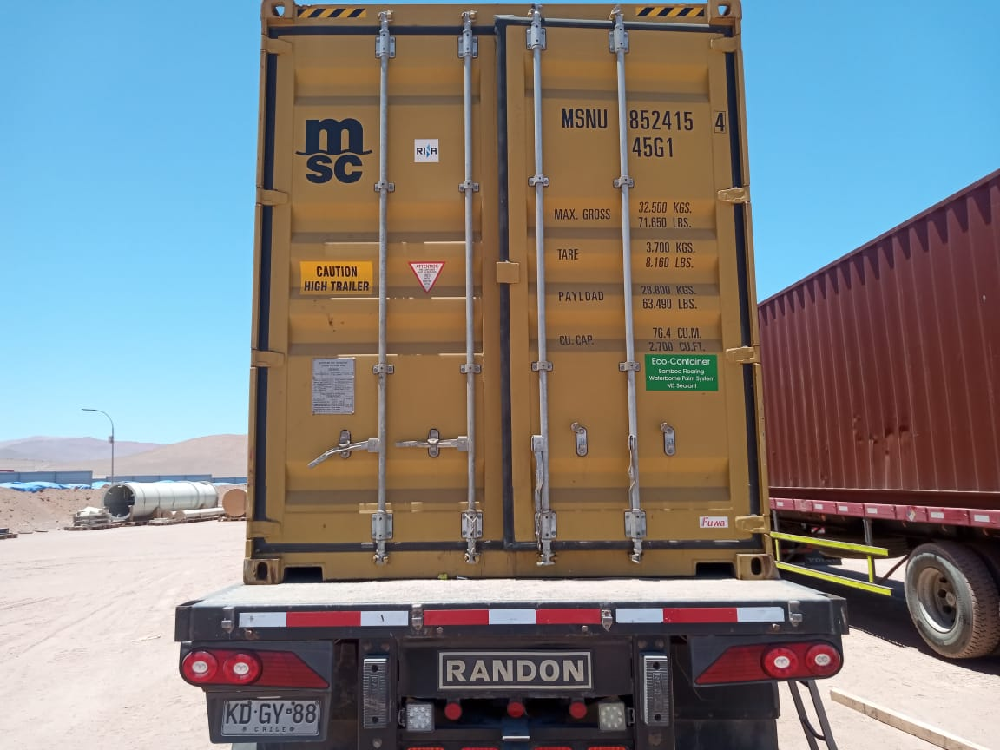 MSNU 852415 4
45G1
msc
RINA
MAX. GROSS 32.500 KGS.
71.650 LBS.
TARE 3.700 KGS.
8.160 LBS.
CAUTION
HIGH TRAILER
ATTENTION
PAYLOAD 28.800 KGS.
63.490 LBS.
CU. CAP. 76.4 CU.M.
2.700 CU.FT.
Eco-Container
Bamboo Flooring
Waterborne Paint System
MS Sealant
Fuwa
RANDON
KD·GY·88
CHILE